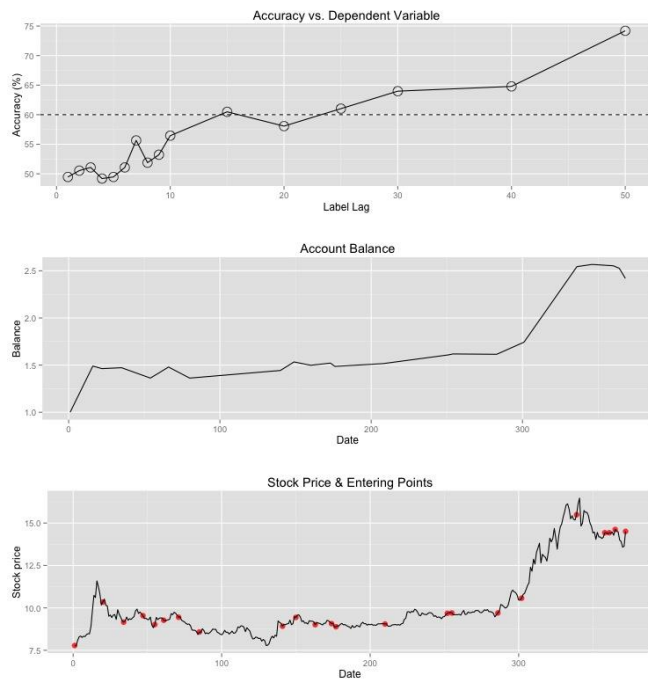 Accuracy vs. Dependent Variable
75
70
65
60
55
50
Accuracy (%)
0 10 20 30 40 50
Label Lag
Account Balance
2.5
2.0
1.5
1.0
Balance
0 100 200 300
Date
Stock Price & Entering Points
15.0
12.5
10.0
7.5
Stock price
0 100 200 300
Date